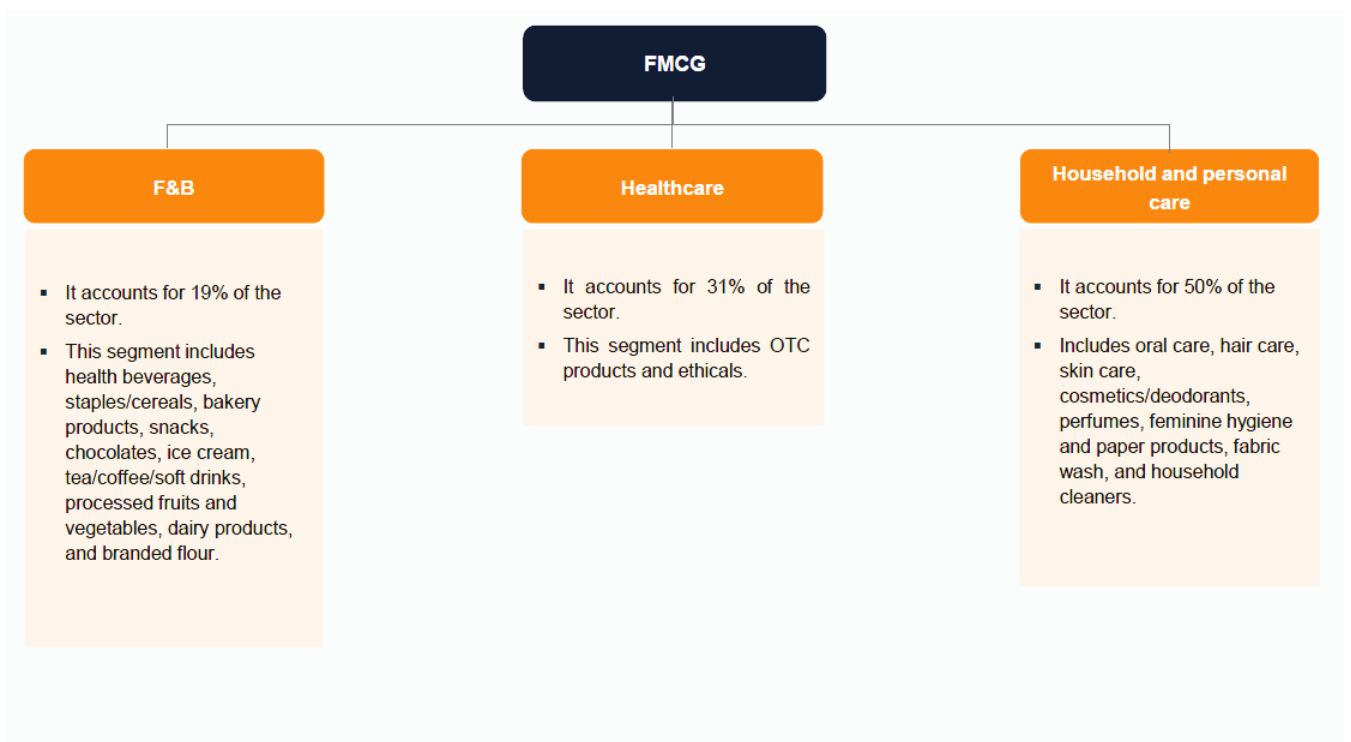 FMCG
F&B
▪ It accounts for 19% of the
sector.
▪ This segment includes
health beverages,
staples/cereals, bakery
products, snacks,
chocolates, ice cream,
tea/coffee/soft drinks,
processed fruits and
vegetables, dairy products,
and branded flour.
Healthcare
▪ It accounts for 31% of the
sector.
▪ This segment includes OTC
products and ethicals.
Household and personal
care
▪ It accounts for 50% of the
sector.
▪ Includes oral care, hair care,
skin care,
cosmetics/deodorants,
perfumes, feminine hygiene
and paper products, fabric
wash, and household
cleaners.